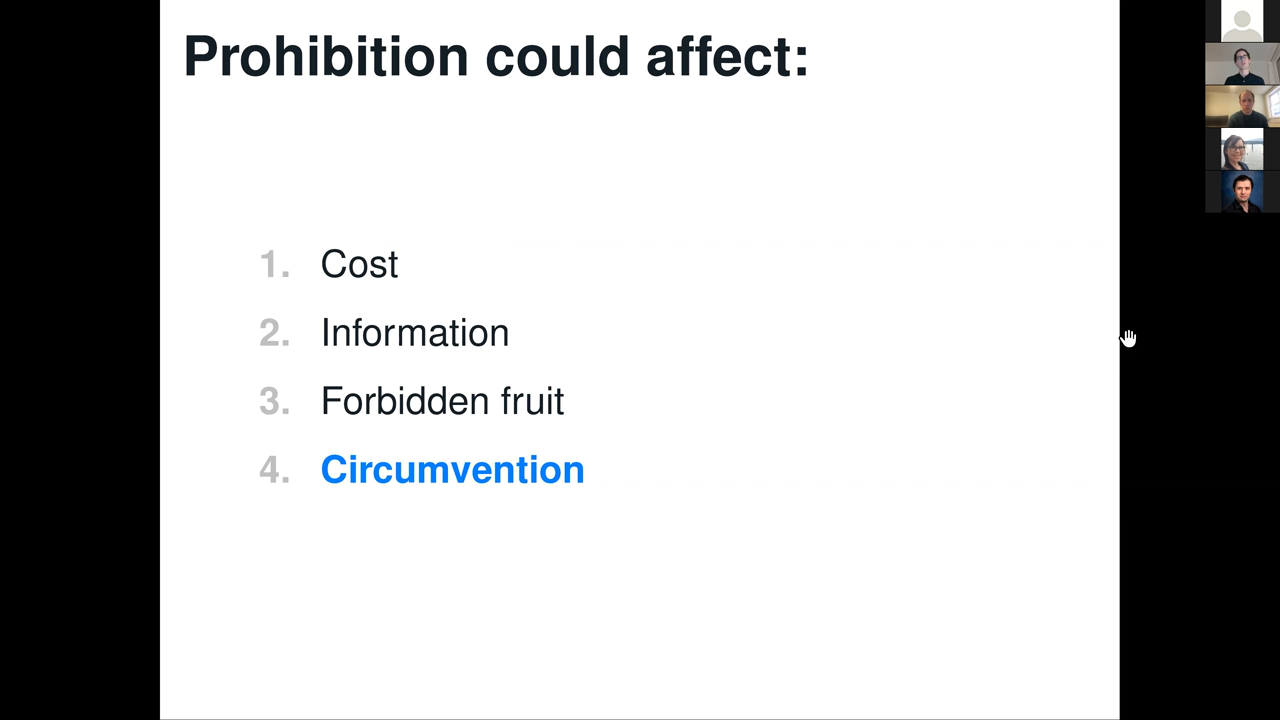 Prohibition could affect:
1. Cost
2. Information
3. Forbidden fruit
4. Circumvention